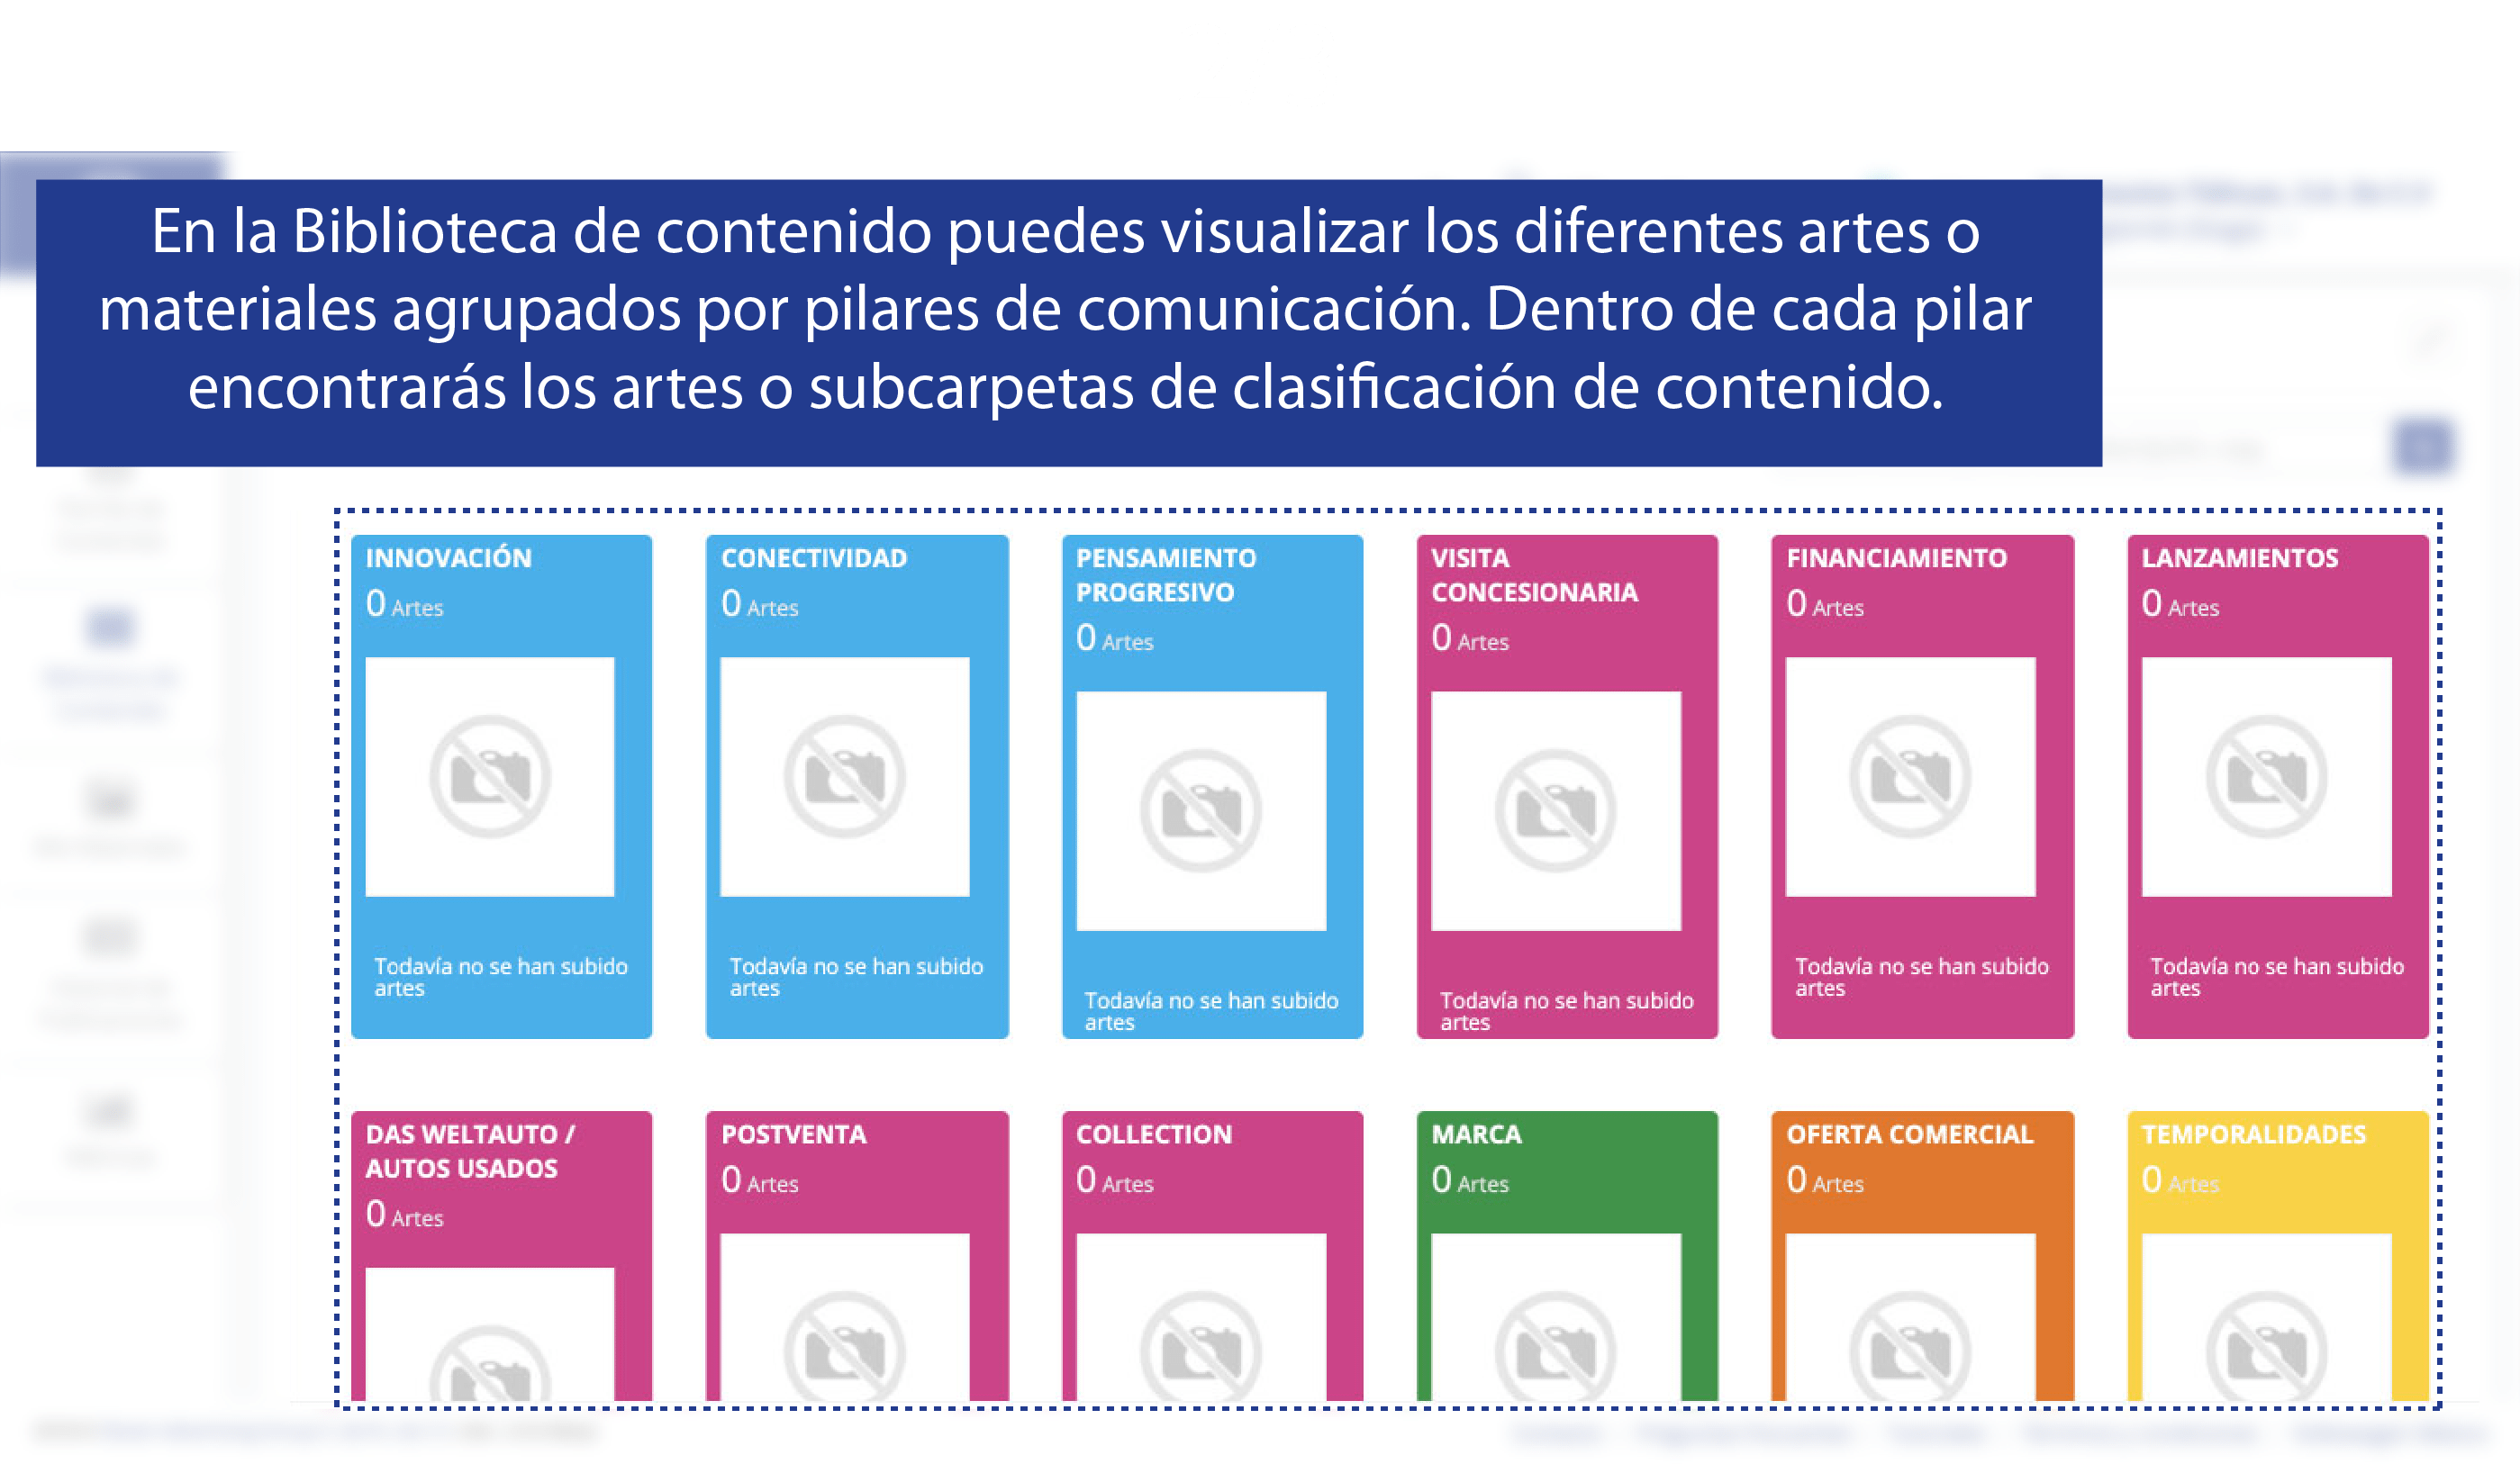 En la Biblioteca de contenido puedes visualizar los diferentes artes o
materiales agrupados por pilares de comunicación. Dentro de cada pilar
encontrarás los artes o subcarpetas de clasificación de contenido.
INNOVACIÓN
0 Artes
Todavía no se han subido
artes
CONECTIVIDAD
0 Artes
Todavía no se han subido
artes
PENSAMIENTO
PROGRESIVO
0 Artes
Todavía no se han subido
artes
VISITA
CONCESIONARIA
0 Artes
Todavía no se han subido
artes
FINANCIAMIENTO
0 Artes
Todavía no se han subido
artes
LANZAMIENTOS
0 Artes
Todavía no se han subido
artes
DAS WELTAUTO /
AUTOS USADOS
0 Artes
POSTVENTA
0 Artes
COLLECTION
0 Artes
MARCA
0 Artes
OFERTA COMERCIAL
0 Artes
TEMPORALIDADES
0 Artes